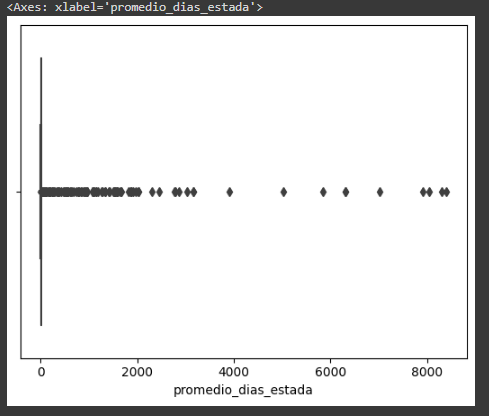 <Axes: xlabel='promedio_dias_estada'>
0 2000 4000 6000 8000
promedio_dias_estada